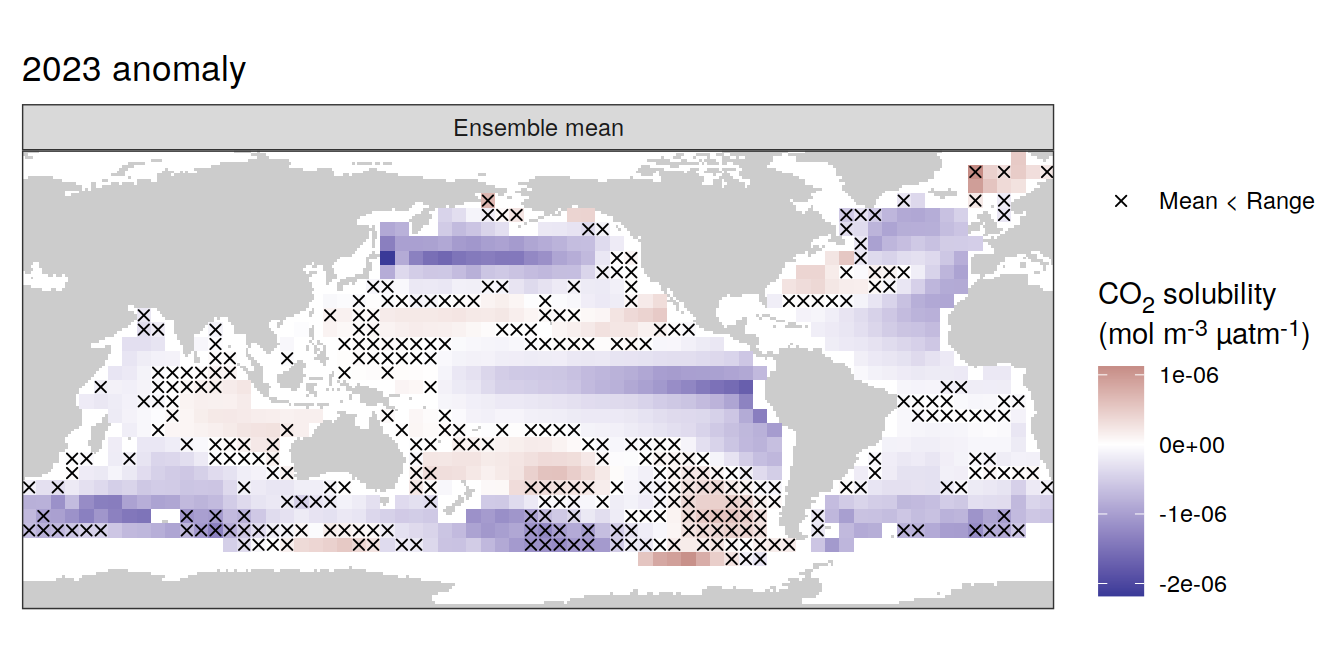 2023 anomaly
Ensemble mean
× Mean < Range
CO₂ solubility
(mol m⁻³ µatm⁻¹)
1e-06
0e+00
-1e-06
-2e-06